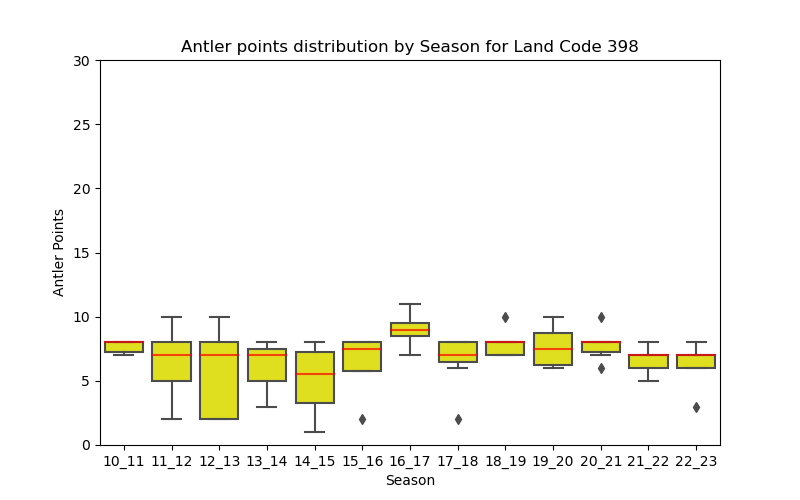 Antler points distribution by Season for Land Code 398
30
25
20
15
10
5
0
Antler Points
10_11 11_12 12_13 13_14 14_15 15_16 16_17 17_18 18_19 19_20 20_21 21_22 22_23
Season